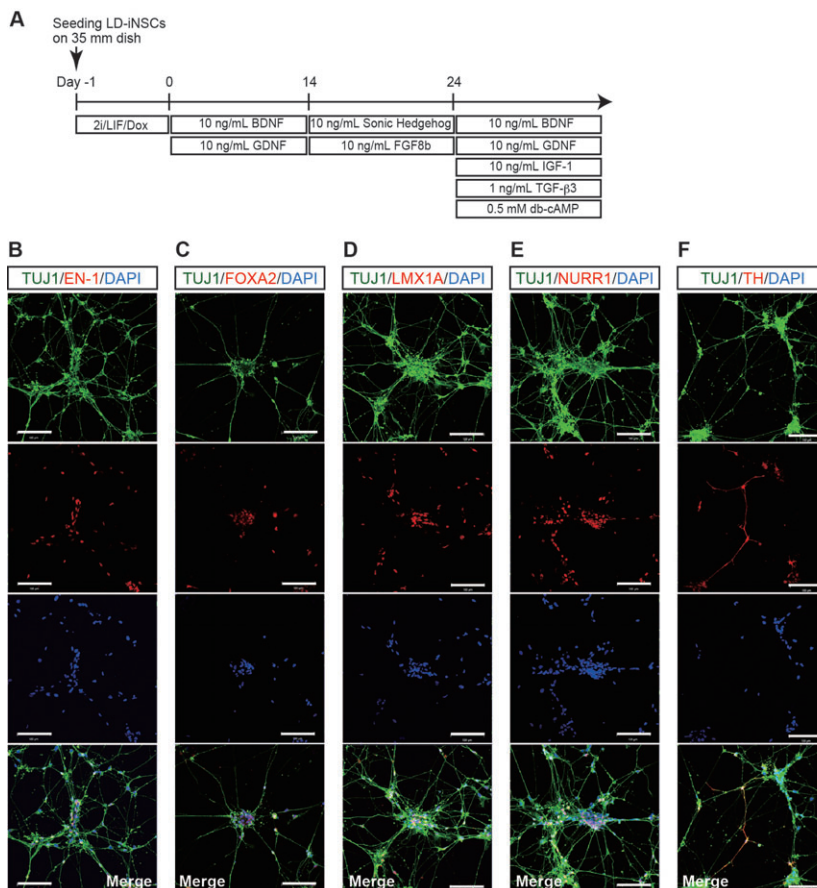 A
Seeding LD-iNSCs
on 35 mm dish
Day -1
0
14
24
2i/LIF/Dox
10 ng/mL BDNF
10 ng/mL Sonic Hedgehog
10 ng/mL BDNF
10 ng/mL GDNF
10 ng/mL FGF8b
10 ng/mL GDNF
10 ng/mL IGF-1
1 ng/mL TGF-β3
0.5 mM db-cAMP
B
C
D
E
F
TUJ1/EN-1/DAPI
TUJ1/FOXA2/DAPI
TUJ1/LMX1A/DAPI
TUJ1/NURR1/DAPI
TUJ1/TH/DAPI
Merge
Merge
Merge
Merge
Merge